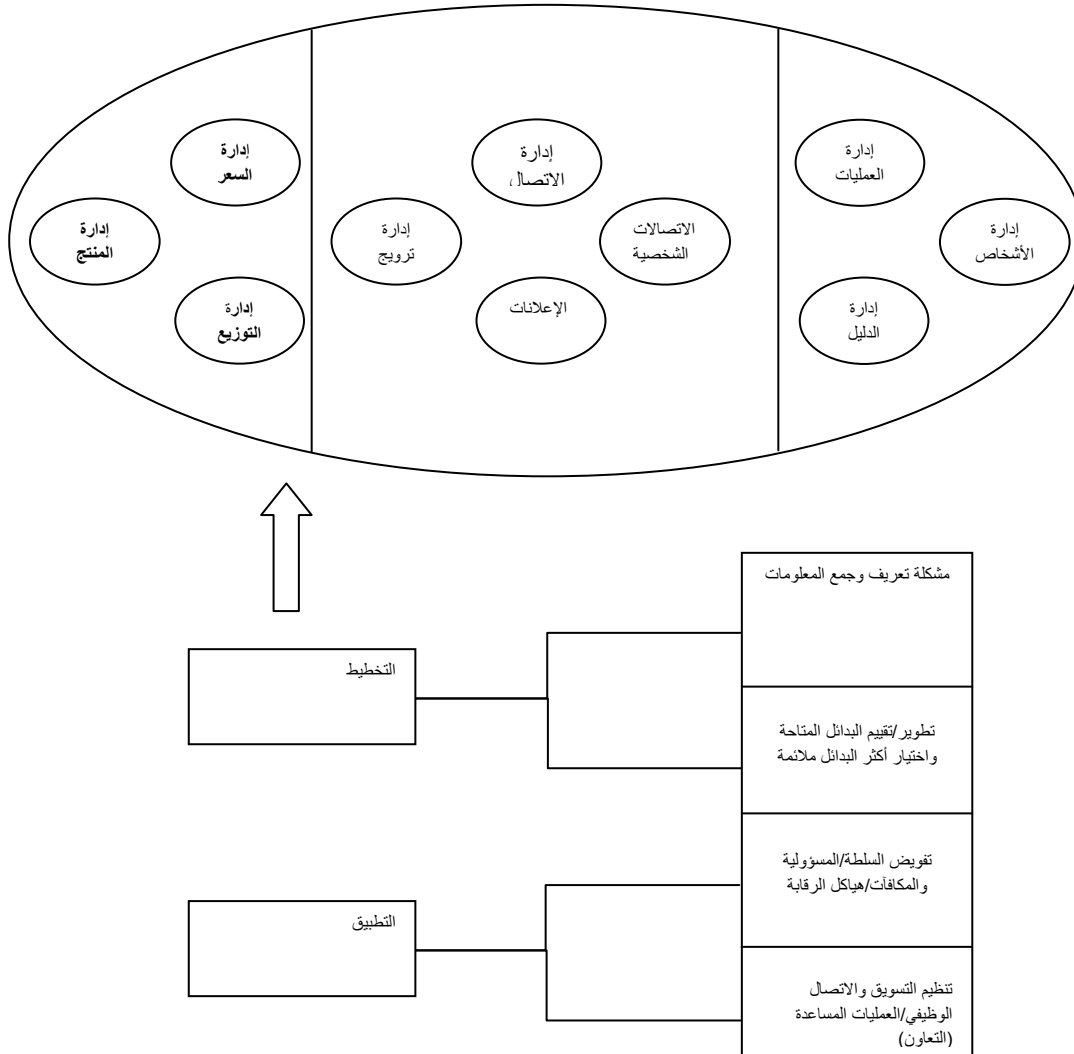 إدارة
العمليات
إدارة
الأشخاص
إدارة
الدليل
إدارة
الاتصال
الاتصالات
الشخصية
إدارة
ترويج
الإعلانات
إدارة
السعر
إدارة
المنتج
إدارة
التوزيع
مشكلة تعريف وجمع المعلومات
التخطيط
تطوير/تقييم البدائل المتاحة
واختيار أكثر البدائل ملائمة
تفويض السلطة/المسؤولية
والمكافآت/هياكل الرقابة
التطبيق
تنظيم التسويق والاتصال
الوظيفي/العمليات المساعدة
(التعاون)